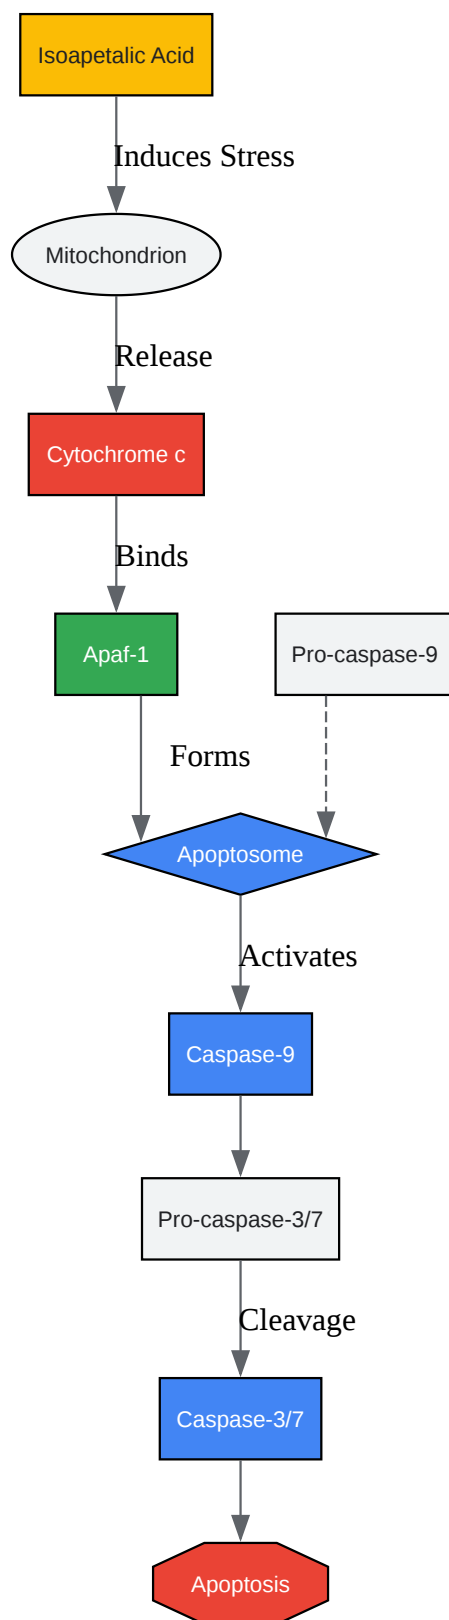 Isoapetalic Acid
Induces Stress
Mitochondrion
Release
Cytochrome c
Binds
Apaf-1
Pro-caspase-9
Forms
Apoptosome
Activates
Caspase-9
Pro-caspase-3/7
Cleavage
Caspase-3/7
Apoptosis